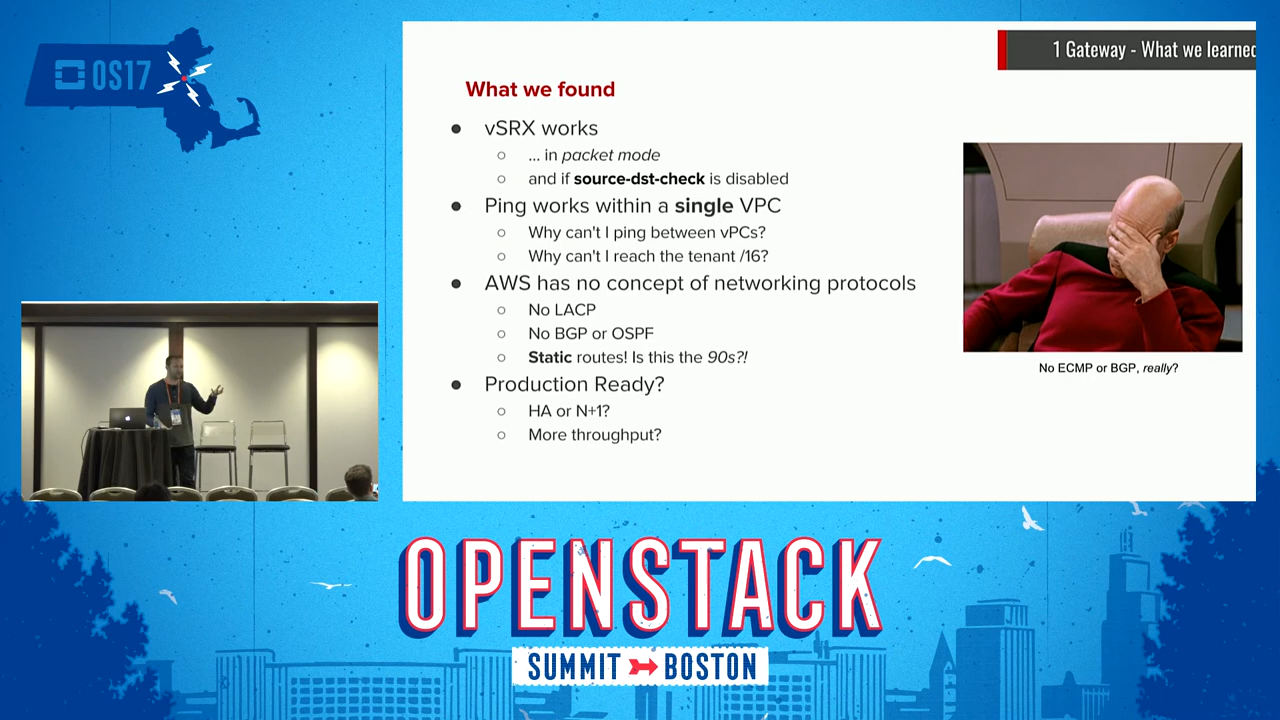 OS17
1 Gateway - What we learned
What we found
● vSRX works
○ ... in packet mode
○ and if source-dst-check is disabled
● Ping works within a single VPC
○ Why can't I ping between vPCs?
○ Why can't I reach the tenant /16?
● AWS has no concept of networking protocols
○ No LACP
○ No BGP or OSPF
○ Static routes! Is this the 90s?!
● Production Ready?
○ HA or N+1?
○ More throughput?
No ECMP or BGP, really?
OPENSTACK
SUMMIT BOSTON